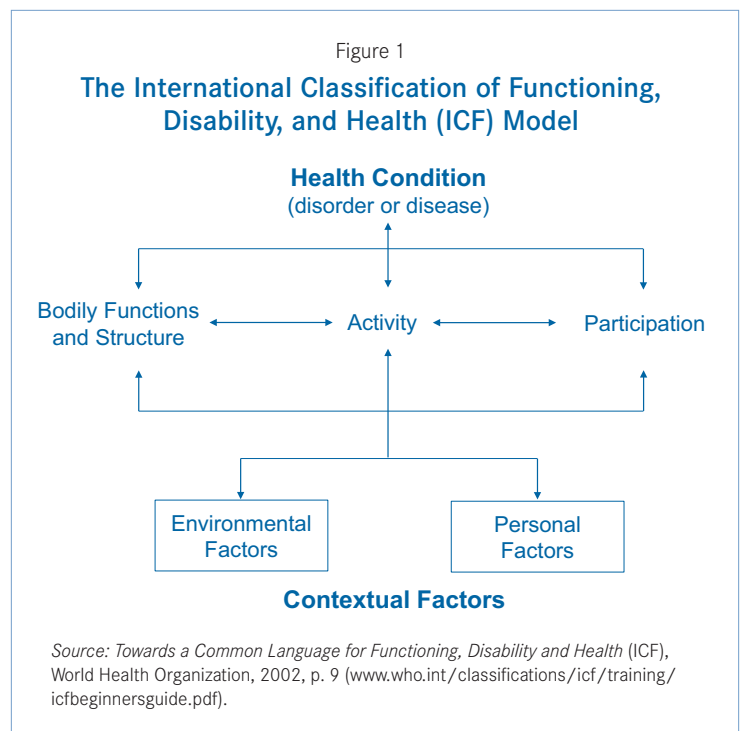 Figure 1
The International Classification of Functioning,
Disability, and Health (ICF) Model
Health Condition
(disorder or disease)
Bodily Functions
and Structure
Activity
Participation
Environmental
Factors
Personal
Factors
Contextual Factors
Source: Towards a Common Language for Functioning, Disability and Health (ICF),
World Health Organization, 2002, p. 9 (www.who.int/classifications/icf/training/
icfbeginnersguide.pdf).